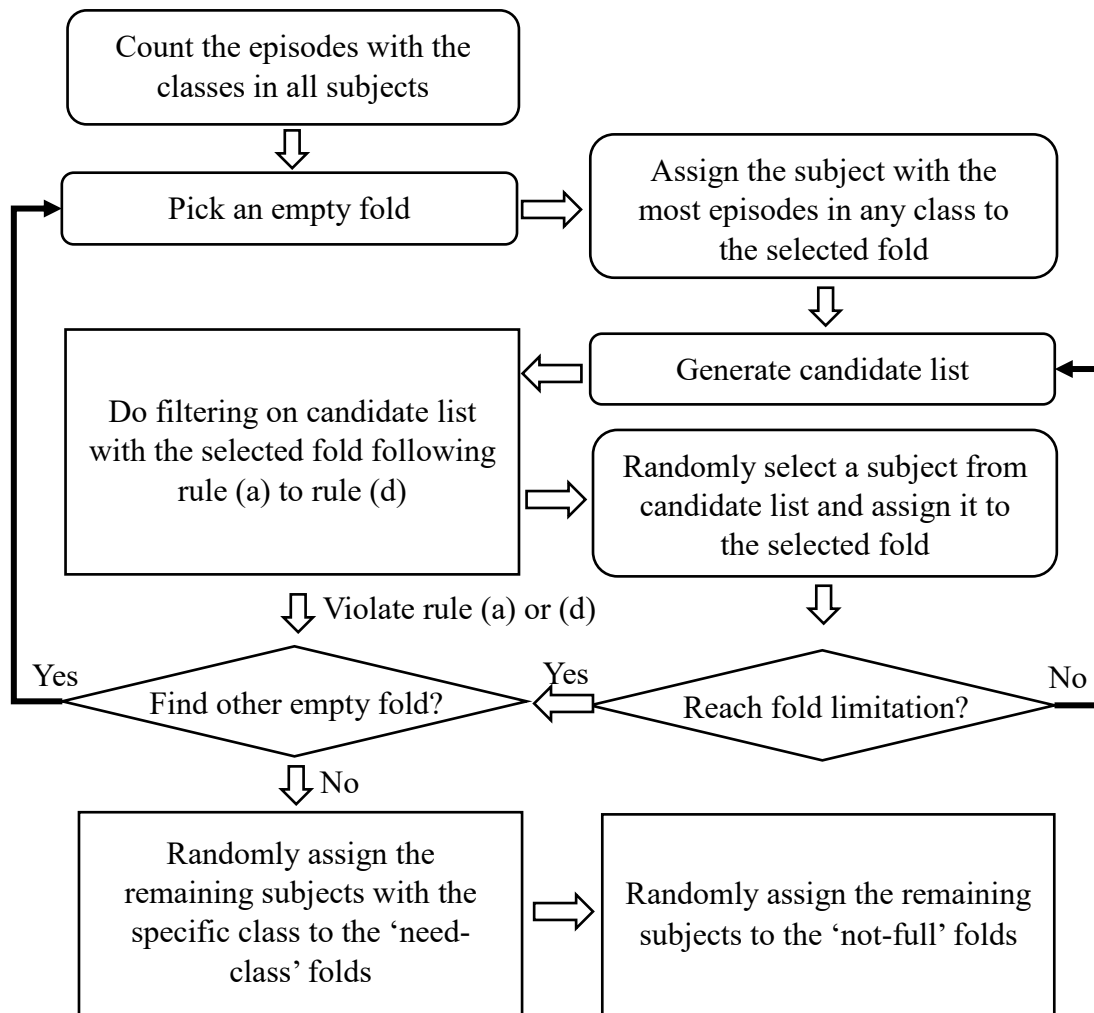 Count the episodes with the
classes in all subjects
Pick an empty fold
Assign the subject with the
most episodes in any class to
the selected fold
Generate candidate list
Do filtering on candidate list
with the selected fold following
rule (a) to rule (d)
Randomly select a subject from
candidate list and assign it to
the selected fold
Violate rule (a) or (d)
Yes
Find other empty fold?
Yes
Reach fold limitation?
No
No
Randomly assign the
remaining subjects with the
specific class to the ‘need-
class’ folds
Randomly assign the remaining
subjects to the ‘not-full’ folds